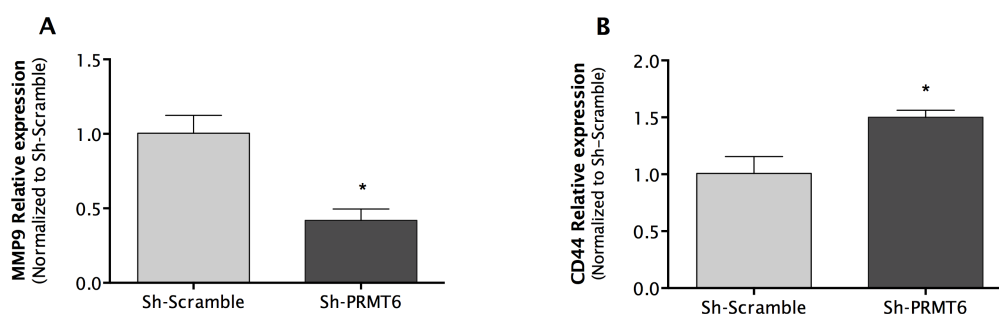 A
MMP9 Relative expression
(Normalized to Sh-Scramble)
1.5
1.0
0.5
0.0
*
Sh-Scramble
Sh-PRMT6
B
CD44 Relative expression
(Normalized to Sh-Scramble)
2.0
1.5
1.0
0.5
0.0
*
Sh-Scramble
Sh-PRMT6